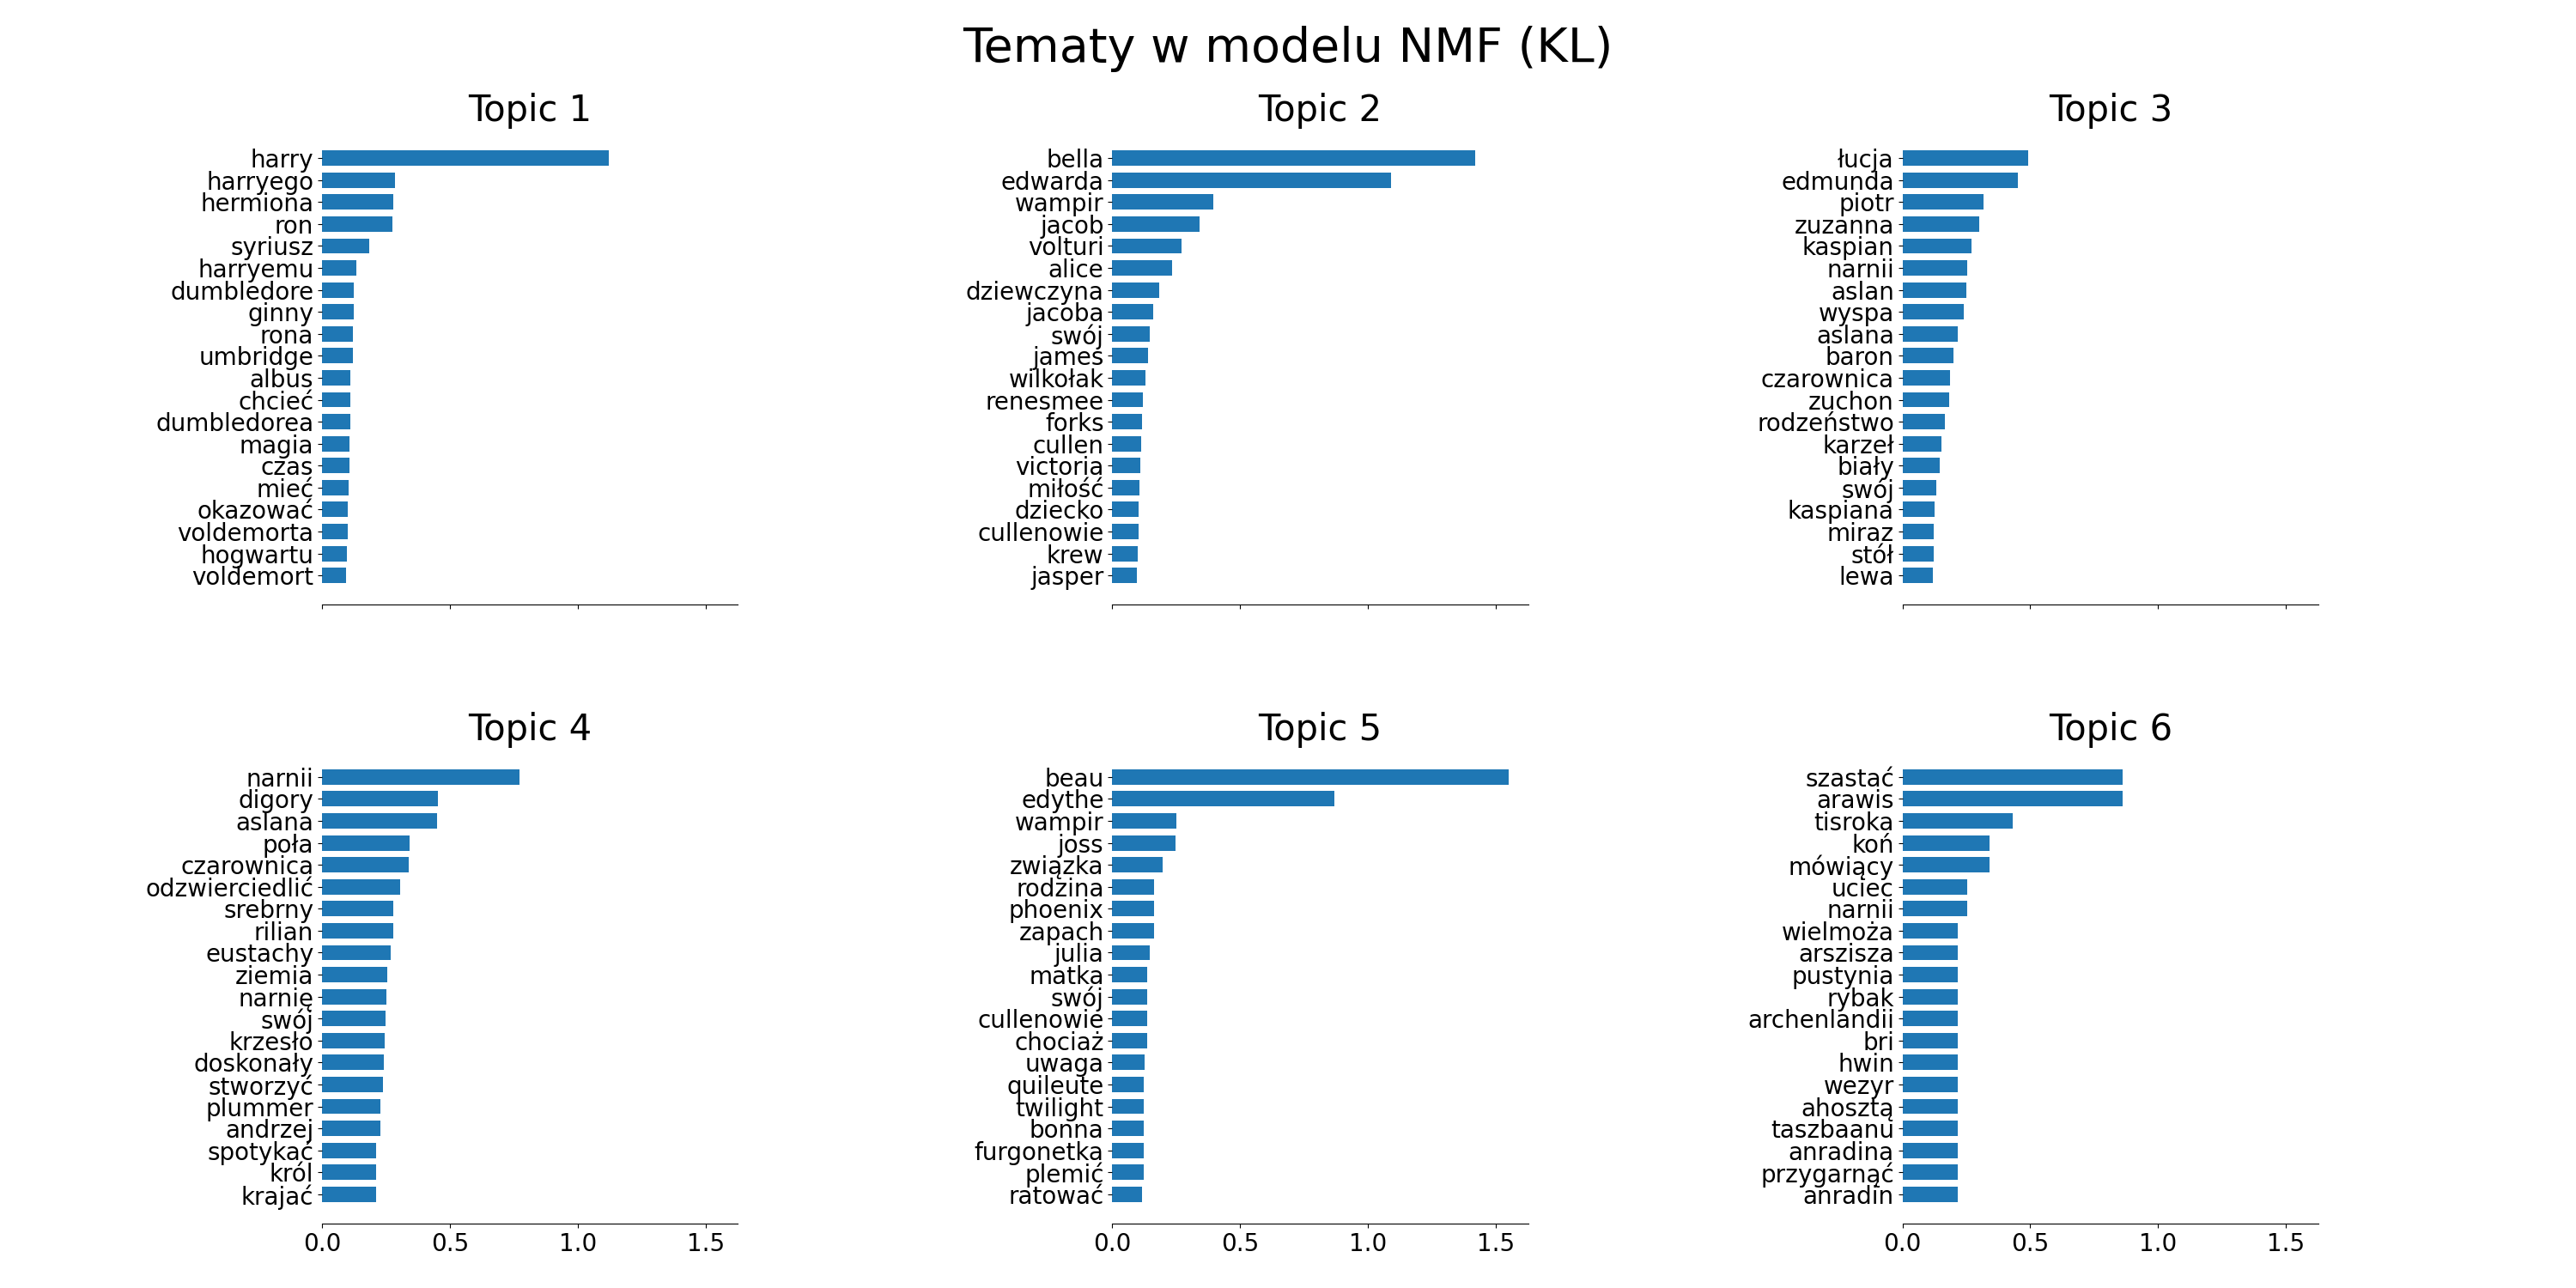 Tematy w modelu NMF (KL)
Topic 1
harry
harryego
hermiona
ron
syriusz
harryemu
dumbledore
ginny
rona
umbridge
albus
chcieć
dumbledorea
magia
czas
mieć
okazować
voldemorta
hogwartu
voldemort
Topic 2
bella
edwarda
wampir
jacob
volturi
alice
dziewczyna
jacoba
swój
james
wilkołak
renesmee
forks
cullen
victoria
miłość
dziecko
cullenowie
krew
jasper
Topic 3
łucja
edmunda
piotr
zuzanna
kaspian
narnii
aslan
wyspa
aslana
baron
czarownica
zuchon
rodzeństwo
karzeł
biały
swój
kaspiana
miraz
stół
lewa
Topic 4
narnii
digory
aslana
poła
czarownica
odzwierciedlić
srebrny
rilian
eustachy
ziemia
narnię
swój
krzesło
doskonały
stworzyć
plummer
andrzej
spotykać
król
krajać
0.0 0.5 1.0 1.5
Topic 5
beau
edythe
wampir
joss
związka
rodzina
phoenix
zapach
julia
matka
swój
cullenowie
chociaż
uwaga
quileute
twilight
bonna
furgonetka
plemić
ratować
0.0 0.5 1.0 1.5
Topic 6
szastać
arawis
tisroka
koń
mówiący
uciec
narnii
wielmoża
arszisza
pustynia
rybak
archenlandii
bri
hwin
wezyr
ahosztą
taszbaanu
anradina
przygarnąć
anradin
0.0 0.5 1.0 1.5